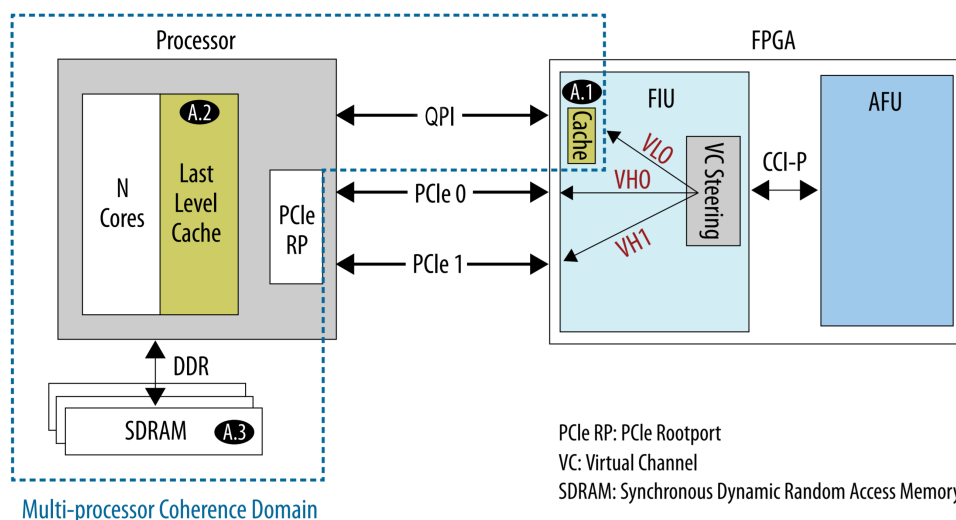 Processor
FPGA
A.2
N
Cores
Last
Level
Cache
PCIe
RP
QPI
PCIe 0
PCIe 1
A.1
Cache
FIU
VL0
VH0
VH1
VC Steering
CCI-P
AFU
DDR
SDRAM
A.3
PCIe RP: PCIe Rootport
VC: Virtual Channel
SDRAM: Synchronous Dynamic Random Access Memory
Multi-processor Coherence Domain